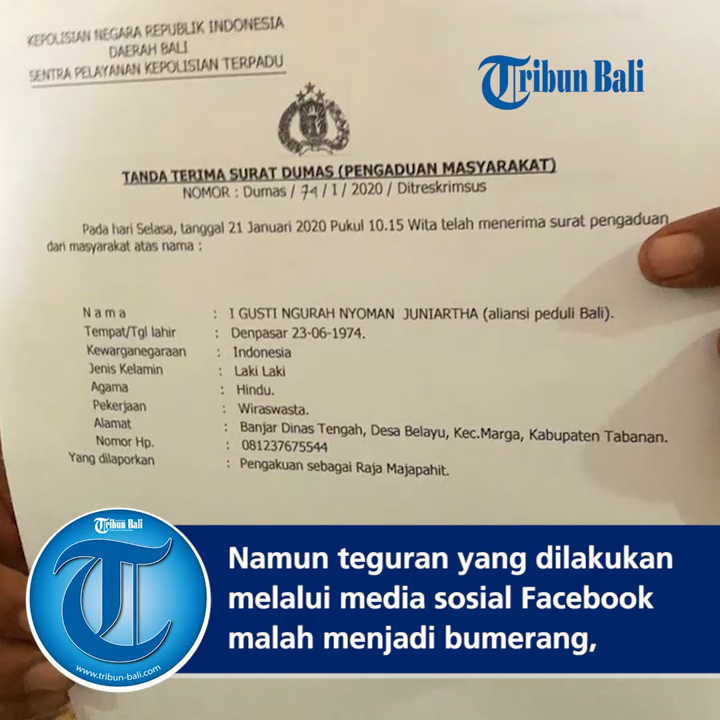 KEPOLISIAN NEGARA REPUBLIK INDONESIA
DAERAH BALI
SENTRA PELAYANAN KEPOLISIAN TERPADU
Tribun Bali
TANDA TERIMA SURAT DUMAS (PENGADUAN MASYARAKAT)
NOMOR : Dumas / 74 / 1 / 2020 / Ditreskrimsus
Pada hari Selasa, tanggal 21 Januari 2020 Pukul 10.15 Wita telah menerima surat pengaduan
dari masyarakat atas nama :
N a m a : I GUSTI NGURAH NYOMAN JUNIARTHA (aliansi peduli Bali).
Tempat/Tgl lahir : Denpasar 23-06-1974.
Kewarganegaraan : Indonesia
Jenis Kelamin : Laki Laki
Agama : Hindu.
Pekerjaan : Wiraswasta.
Alamat : Banjar Dinas Tengah, Desa Belayu, Kec.Marga, Kabupaten Tabanan.
Nomor Hp. : 081237675544
Yang dilaporkan : Pengakuan sebagai Raja Majapahit.
Tribun Bali
T
www.tribun-bali.com
Namun teguran yang dilakukan
melalui media sosial Facebook
malah menjadi bumerang,